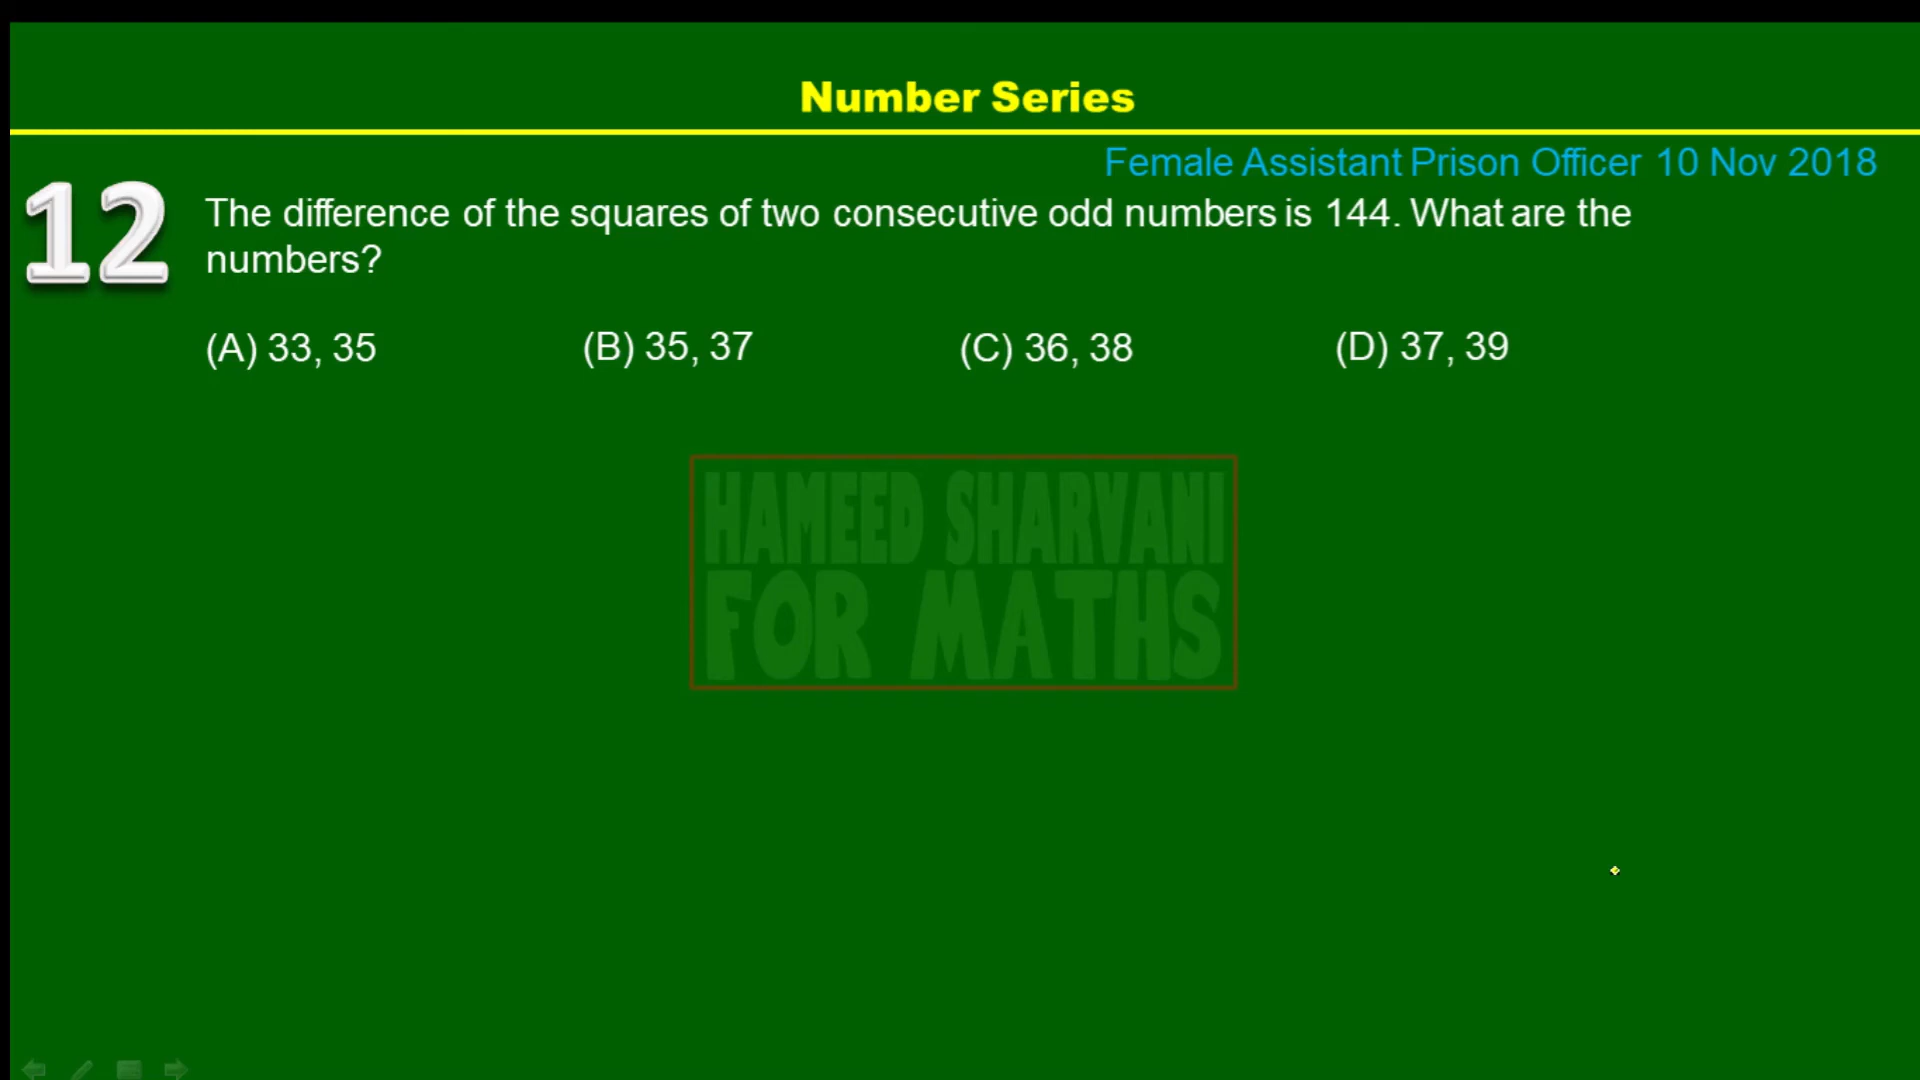 Number Series
Female Assistant Prison Officer 10 Nov 2018
12
The difference of the squares of two consecutive odd numbers is 144. What are the
numbers?
(A) 33, 35 (B) 35, 37 (C) 36, 38 (D) 37, 39
HAMEED SHARVANI
FOR MATHS